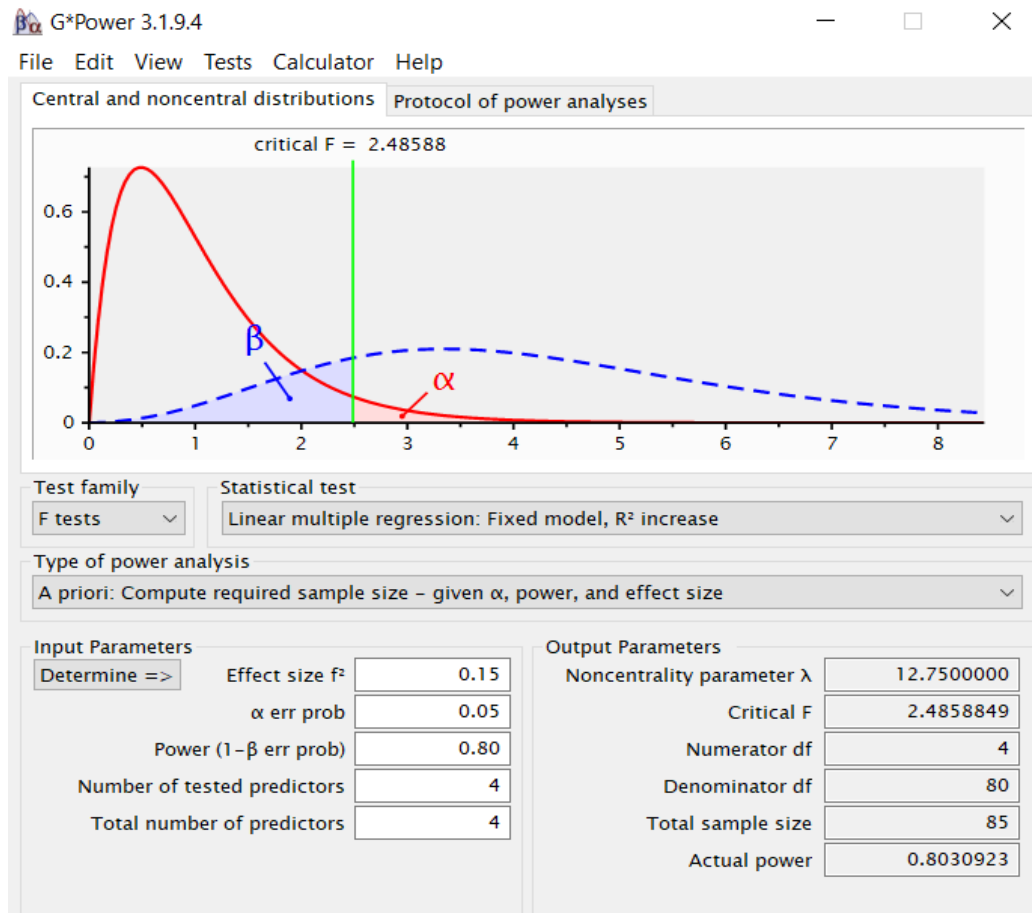 G*Power 3.1.9.4
File Edit View Tests Calculator Help
Central and noncentral distributions Protocol of power analyses
critical F = 2.48588
0.6
0.4
0.2
0
β
α
0 1 2 3 4 5 6 7 8
Test family Statistical test
F tests Linear multiple regression: Fixed model, R² increase
Type of power analysis
A priori: Compute required sample size – given α, power, and effect size
Input Parameters Output Parameters
Determine => Effect size f² 0.15 Noncentrality parameter λ 12.7500000
α err prob 0.05 Critical F 2.4858849
Power (1-β err prob) 0.80 Numerator df 4
Number of tested predictors 4 Denominator df 80
Total number of predictors 4 Total sample size 85
Actual power 0.8030923